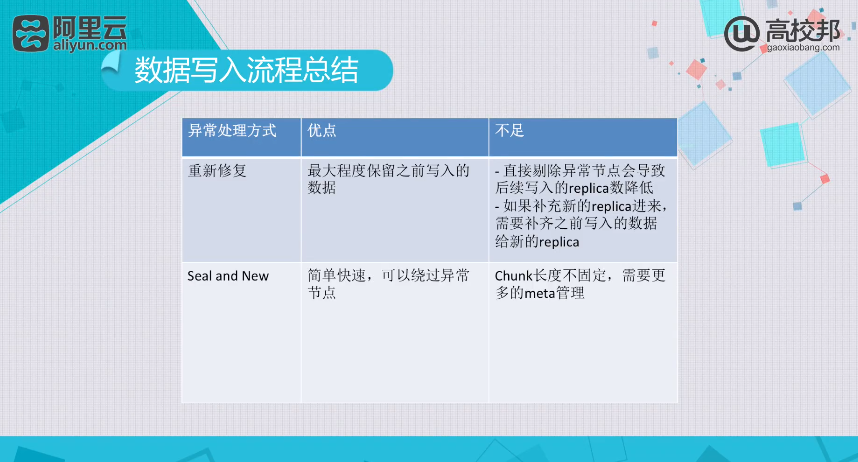 阿里云
aliyun.com
高校邦
gaoxiaobang.com
数据写入流程总结
异常处理方式
优点
不足
重新修复
最大程度保留之前写入的
数据
- 直接剔除异常节点会导致
后续写入的replica数降低
- 如果补充新的replica进来，
需要补齐之前写入的数据
给新的replica
Seal and New
简单快速，可以绕过异常
节点
Chunk长度不固定，需要更
多的meta管理